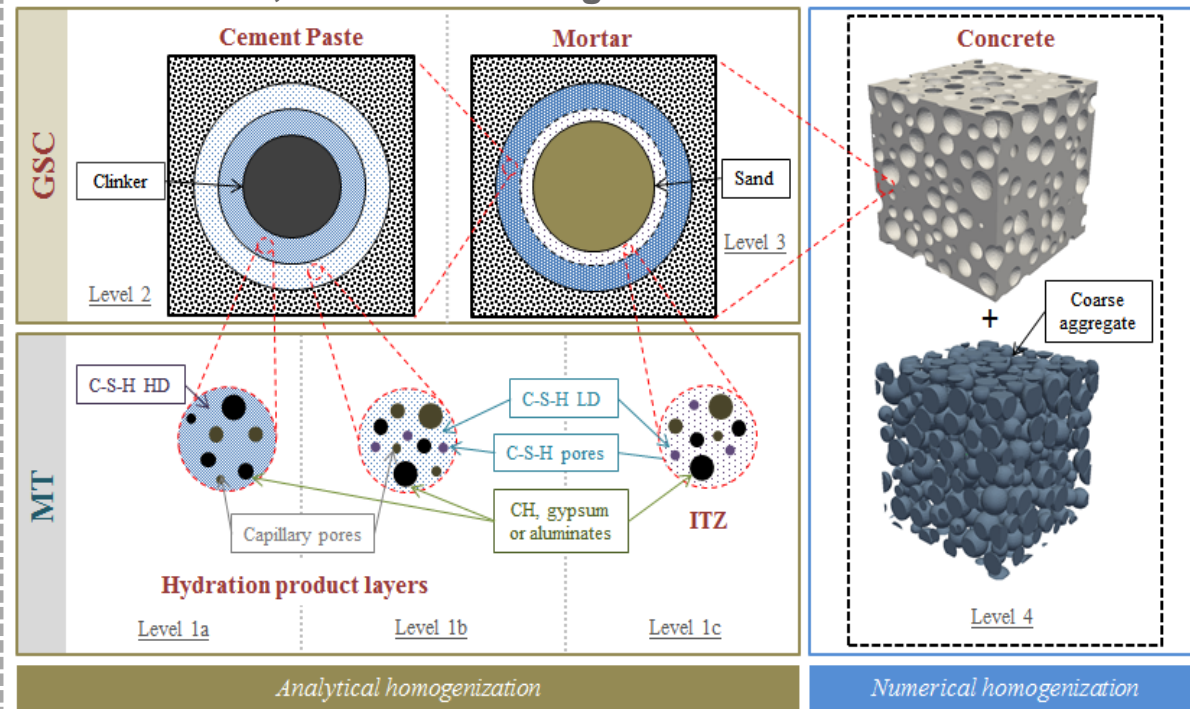 GSC
Cement Paste
Mortar
Concrete
Clinker
Sand
Level 2
Level 3
+
Coarse
aggregate
MT
C-S-H HD
C-S-H LD
C-S-H pores
Capillary pores
CH, gypsum
or aluminates
ITZ
Hydration product layers
Level 1a
Level 1b
Level 1c
Level 4
Analytical homogenization
Numerical homogenization